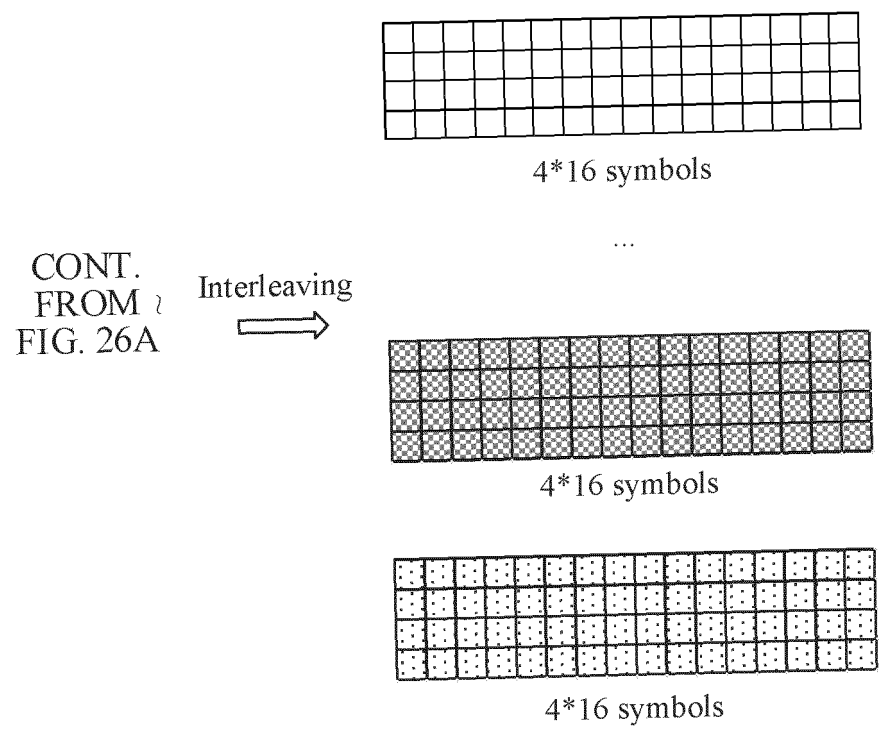 4*16 symbols
...
CONT.
FROM
FIG. 26A
Interleaving
4*16 symbols
4*16 symbols